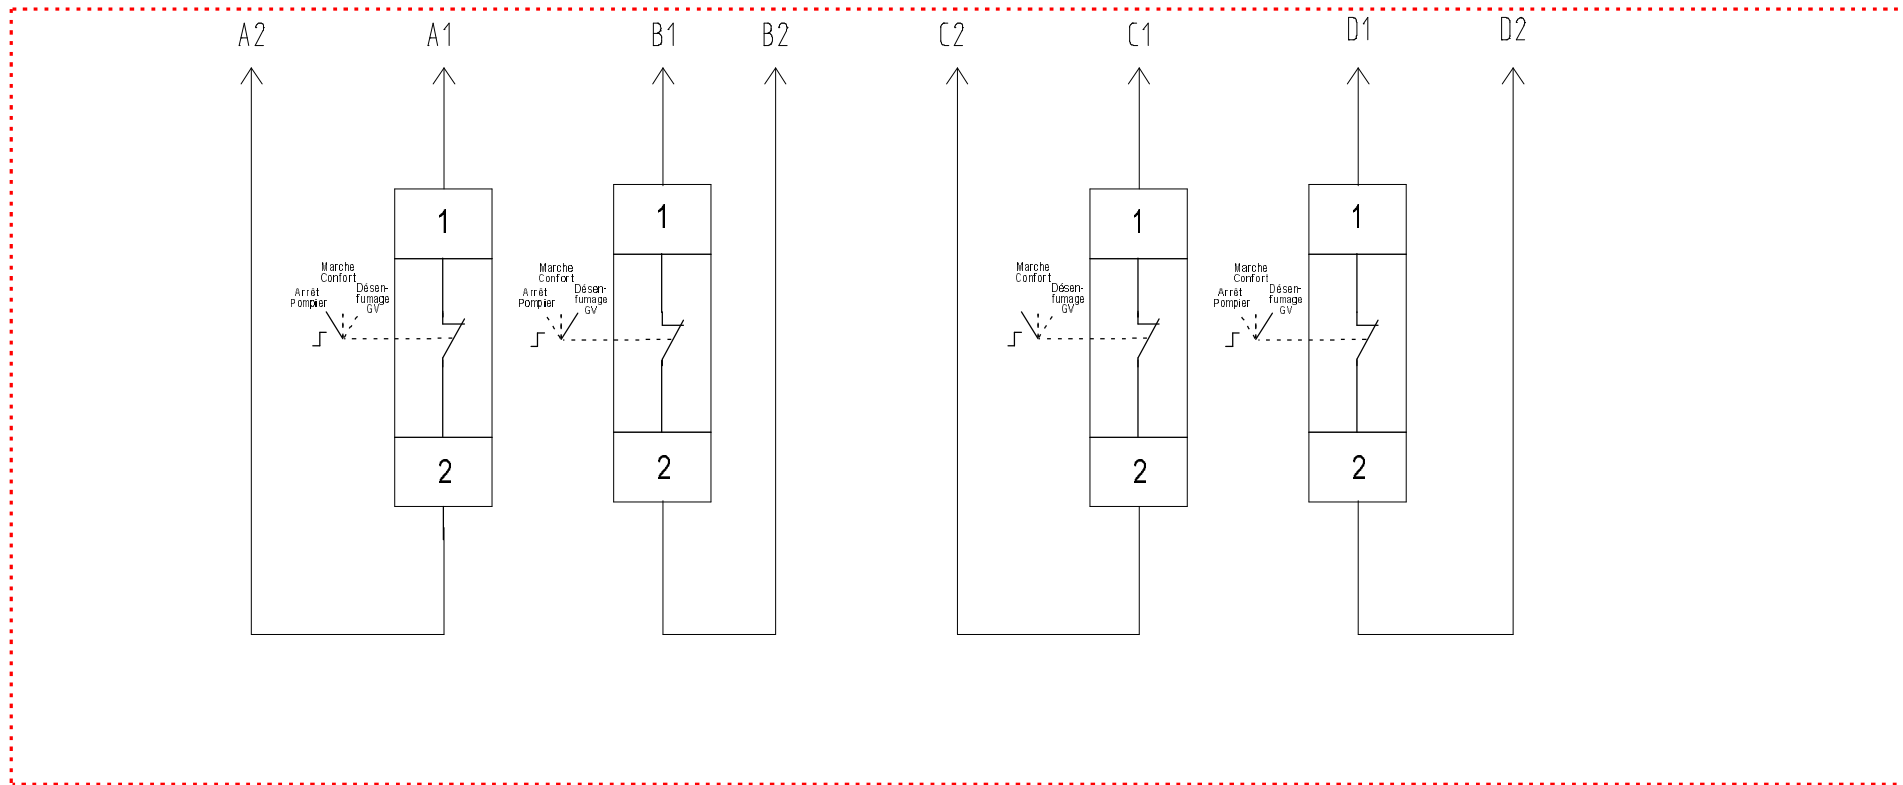 A2
A1
B1
B2
C2
C1
D1
D2
1
1
1
1
Marche
Confort
Arrêt
Pompier
Désen-
fumage
GV
Marche
Confort
Arrêt
Pompier
Désen-
fumage
GV
Marche
Confort
Désen-
fumage
GV
Marche
Confort
Arrêt
Pompier
Désen-
fumage
GV
2
2
2
2